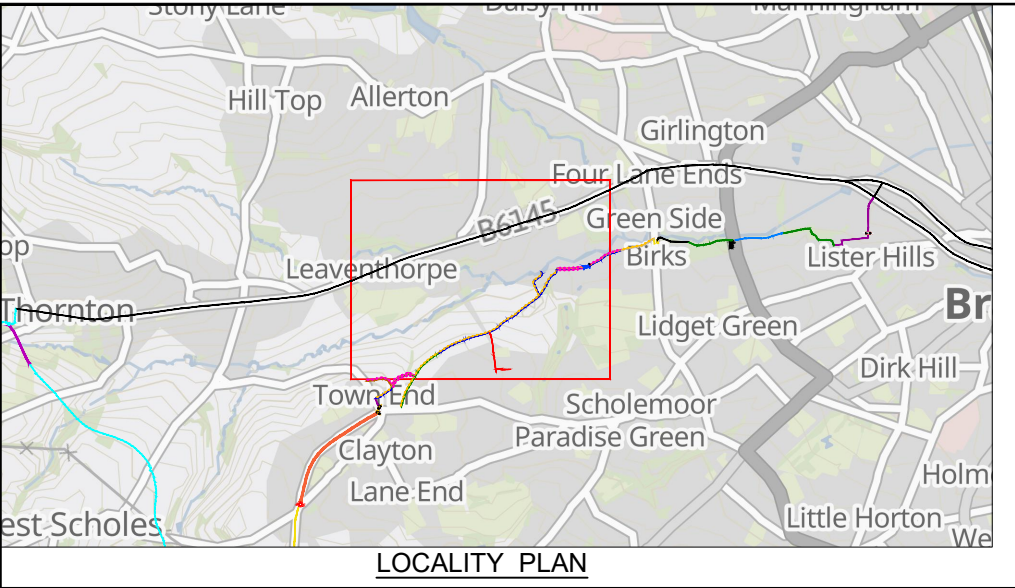 Stony Lane
Daisy Hill
Manningham
Hill Top
Allerton
Girlington
Four Lane Ends
B6145
Green Side
op
Leaventhorpe
Birks
Lister Hills
Thornton
Br
Lidget Green
Dirk Hill
Town End
Scholemoor
Paradise Green
Clayton
Holm
Lane End
est Scholes
Little Horton
We
LOCALITY PLAN